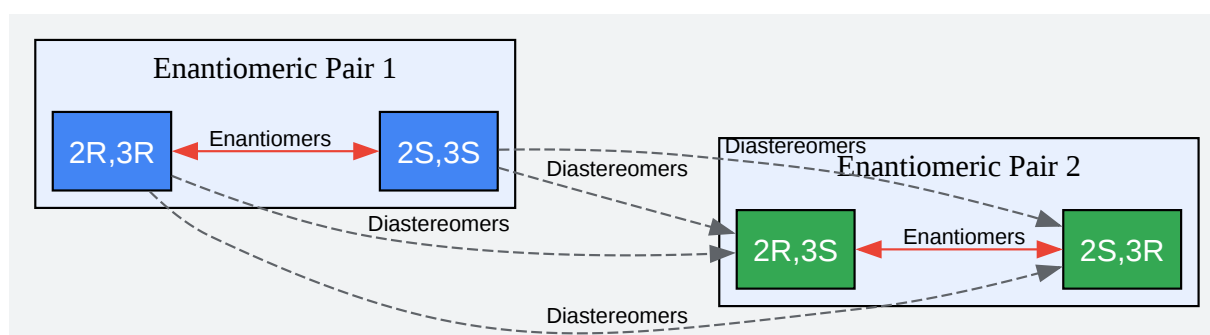 Enantiomeric Pair 1
2R,3R
Enantiomers
2S,3S
Diastereomers
Diastereomers
Enantiomeric Pair 2
Diastereomers
2R,3S
Enantiomers
2S,3R
Diastereomers